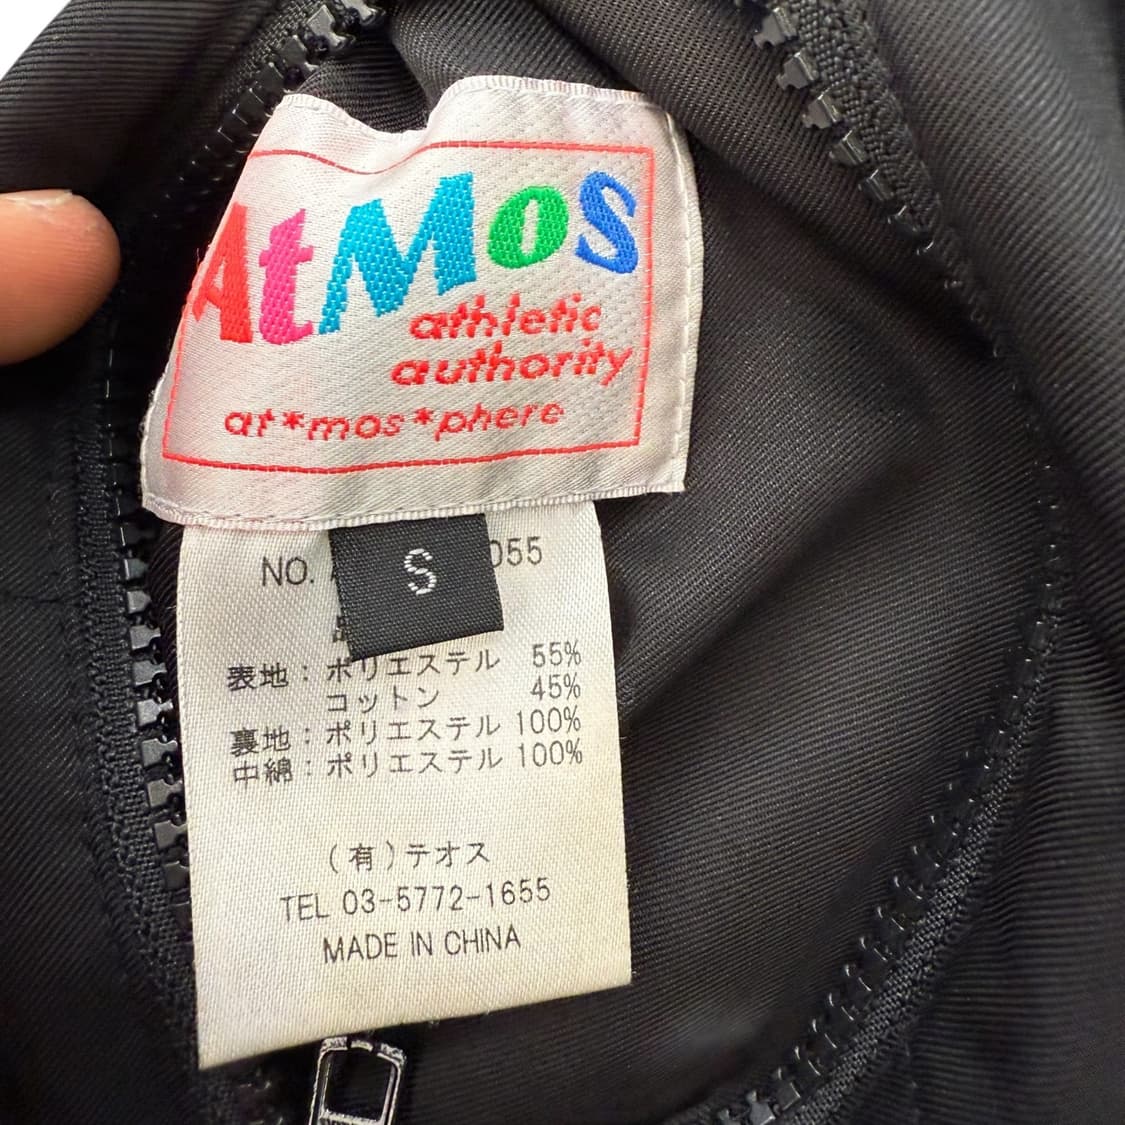 AtMOS
athletic
authority
at*mos*phere
S
NO. 055
表地：ポリエステル 55%
コットン 45%
裏地：ポリエステル 100%
中綿：ポリエステル 100%
(有)テオス
TEL 03-5772-1655
MADE IN CHINA